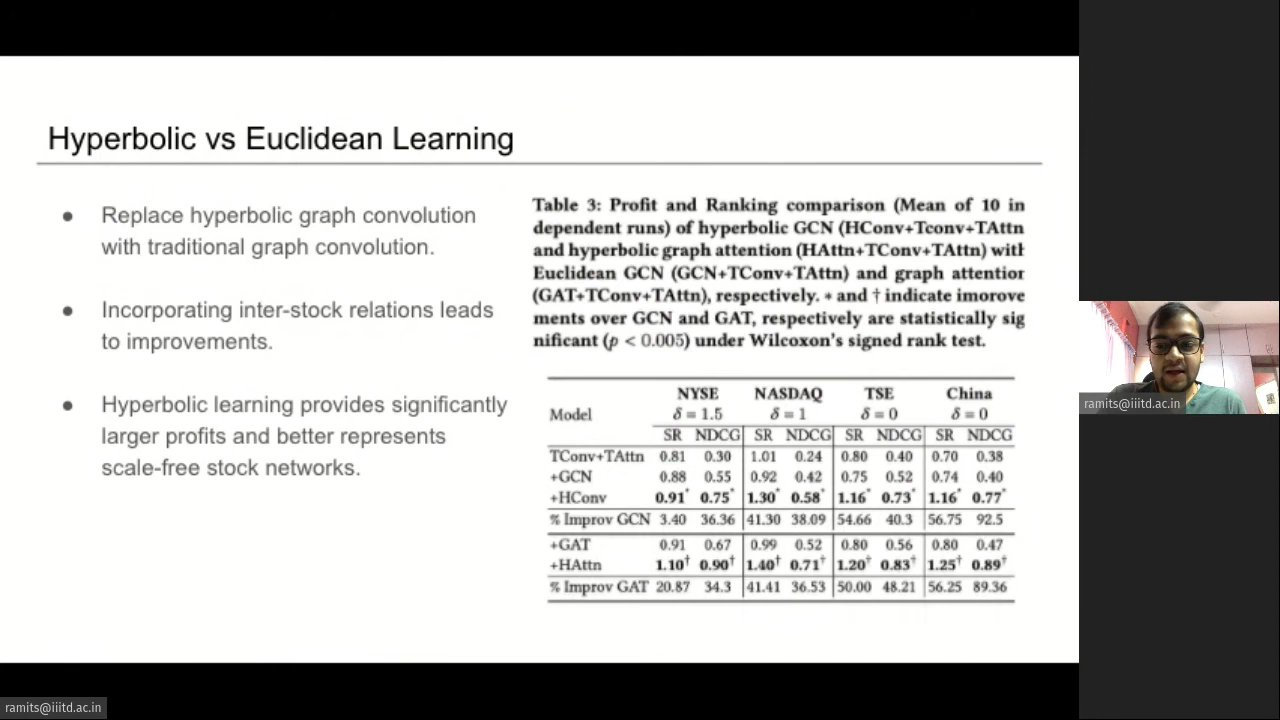 Hyperbolic vs Euclidean Learning
● Replace hyperbolic graph convolution
with traditional graph convolution.
● Incorporating inter-stock relations leads
to improvements.
● Hyperbolic learning provides significantly
larger profits and better represents
scale-free stock networks.
Table 3: Profit and Ranking comparison (Mean of 10 in
dependent runs) of hyperbolic GCN (HConv+Tconv+TAttn
and hyperbolic graph attention (HAttn+TConv+TAttn) with
Euclidean GCN (GCN+TConv+TAttn) and graph attention
(GAT+TConv+TAttn), respectively. * and † indicate imorove
ments over GCN and GAT, respectively are statistically sig
nificant (p < 0.005) under Wilcoxon's signed rank test.
NYSE NASDAQ TSE China
Model δ = 1.5 δ = 1 δ = 0 δ = 0
SR NDCG SR NDCG SR NDCG SR NDCG
TConv+TAttn 0.81 0.30 1.01 0.24 0.80 0.40 0.70 0.38
+GCN 0.88 0.55 0.92 0.42 0.75 0.52 0.74 0.40
+HConv 0.91* 0.75* 1.30* 0.58* 1.16* 0.73* 1.16* 0.77*
% Improv GCN 3.40 36.36 41.30 38.09 54.66 40.3 56.75 92.5
+GAT 0.91 0.67 0.99 0.52 0.80 0.56 0.80 0.47
+HAttn 1.10† 0.90† 1.40† 0.71† 1.20† 0.83† 1.25† 0.89†
% Improv GAT 20.87 34.3 41.41 36.53 50.00 48.21 56.25 89.36
ramits@iiitd.ac.in
ramits@iiitd.ac.in